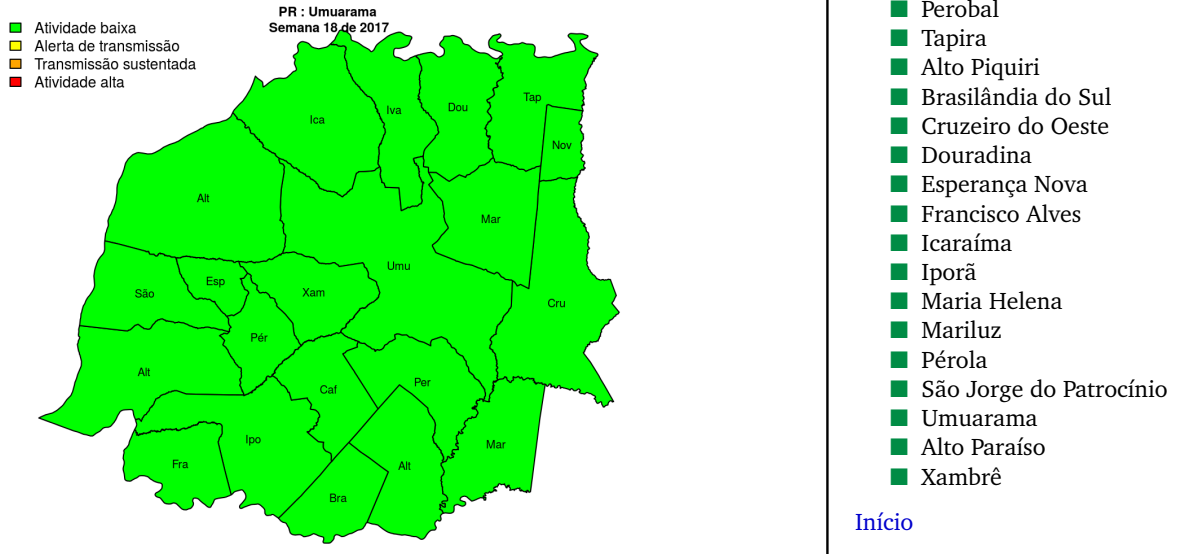 PR : Umuarama
Semana 18 de 2017
Atividade baixa
Alerta de transmissão
Transmissão sustentada
Atividade alta
Ica
Iva
Dou
Tap
Nov
Alt
Mar
Umu
Esp
São
Xam
Cru
Pér
Alt
Caf
Per
Ipo
Mar
Fra
Alt
Bra
Perobal
Tapira
Alto Piquiri
Brasilândia do Sul
Cruzeiro do Oeste
Douradina
Esperança Nova
Francisco Alves
Icaraíma
Iporã
Maria Helena
Mariluz
Pérola
São Jorge do Patrocínio
Umuarama
Alto Paraíso
Xambrê
Início